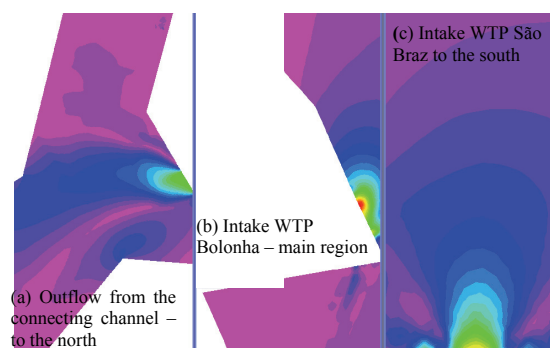 (a) Outflow from the
connecting channel –
to the north
(b) Intake WTP
Bolonha – main region
(c) Intake WTP São
Braz to the south